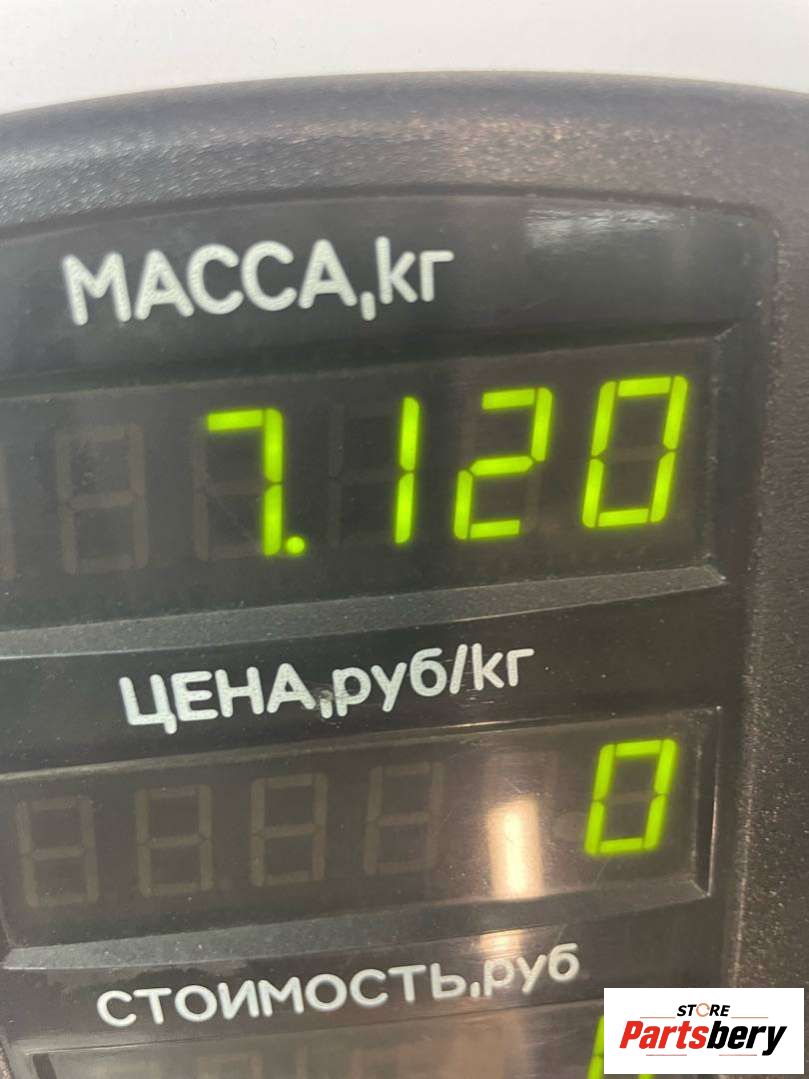 МАССА,кг
7.120
ЦЕНА,руб/кг
0
СТОИМОСТЬ,руб
STORE
Partsbery